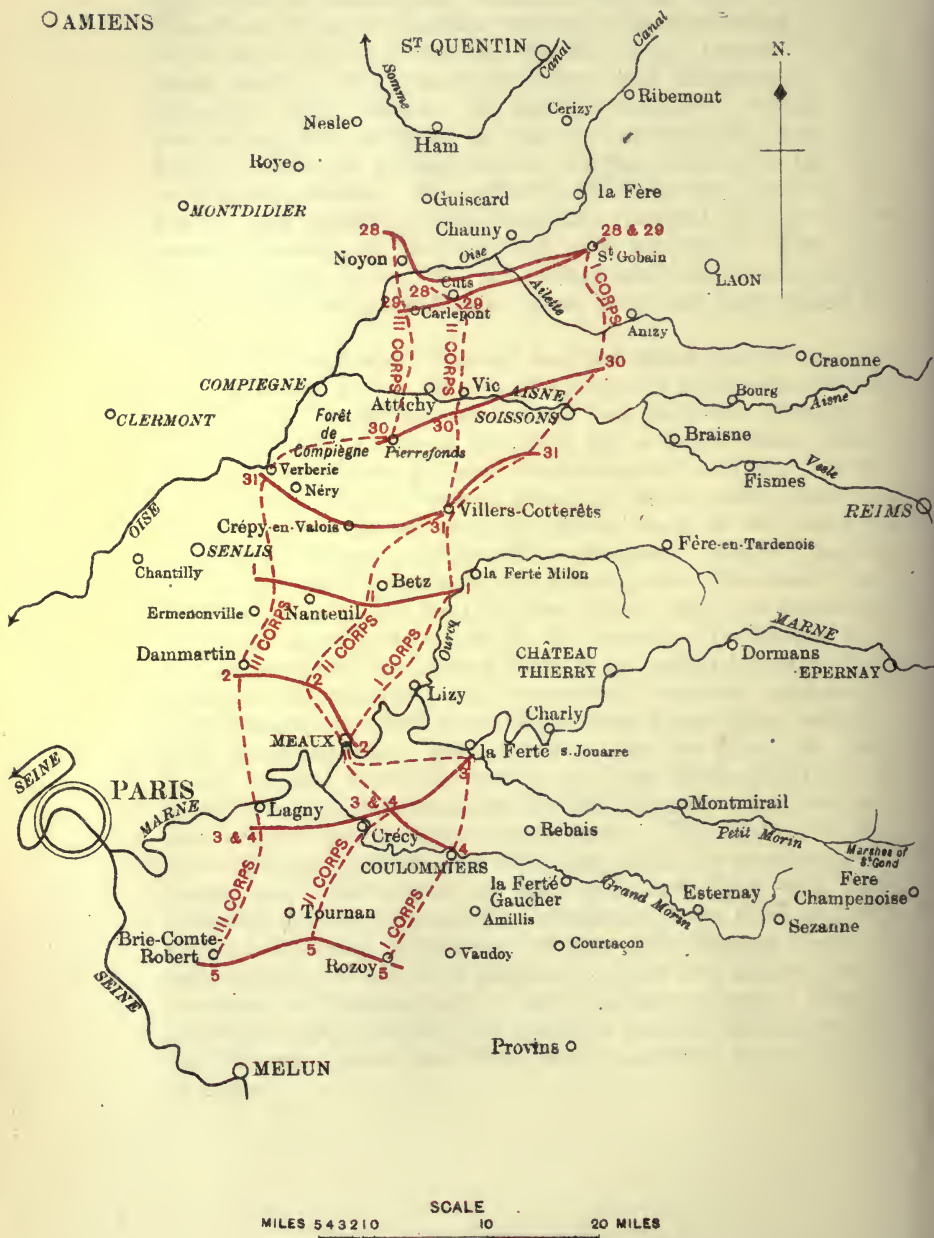 AMIENS
ST QUENTIN
Canal
Canal
N.
Somme
Ribemont
Cerizy
Nesle
Ham
Roye
la Fère
Guiscard
MONTDIDIER
Chauny
28
28 & 29
Noyon
Oise
St Gobain
LAON
Cuts
28
29
29
Carlepont
Ailette
I CORPS
Anizy
III CORPS
II CORPS
Craonne
30
COMPIEGNE
Attichy
Vic
AISNE
SOISSONS
Bourg
Aisne
CLERMONT
Forêt
de
Compiègne
30
30
Pierrefonds
Braisne
31
Verberie
31
Néry
Fismes
Vesle
REIMS
Villers-Cotterêts
31
Crépy-en-Valois
OISE
SENLIS
Chantilly
Fère-en-Tardenois
la Ferté Milon
Betz
Ermenonville
Nanteuil
III CORPS
II CORPS
I CORPS
Ourcq
MARNE
Dammartin
2
2
CHÂTEAU
THIERRY
Dormans
EPERNAY
Lizy
Charly
MEAUX
2
la Ferté s. Jouarre
3
SEINE
PARIS
MARNE
Lagny
3 & 4
3 & 4
Crécy
Montmirail
Rebais
Petit Morin
Marshes of
St Gond
4
COULOMMIERS
la Ferté
Gaucher
Grand Morin
Esternay
Fère
Champenoise
III CORPS
II CORPS
I CORPS
Tournan
Amillis
Sezanne
Brie-Comte-
Robert
5
5
Rozoy
5
Vaudoy
Courtaçon
SEINE
Provins
MELUN
SCALE
MILES 5 4 3 2 1 0 10 20 MILES